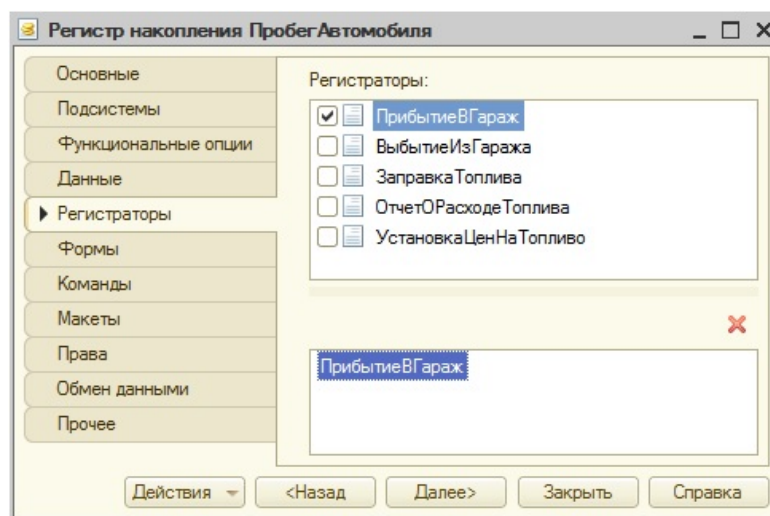 Регистр накопления ПробегАвтомобиля
Основные
Подсистемы
Функциональные опции
Данные
Регистраторы
Формы
Команды
Макеты
Права
Обмен данными
Прочее
Регистраторы:
ПрибытиеВГараж
ВыбытиеИзГаража
ЗаправкаТоплива
ОтчетОРасходеТоплива
УстановкаЦенНаТопливо
ПрибытиеВГараж
Действия
<Назад
Далее>
Закрыть
Справка